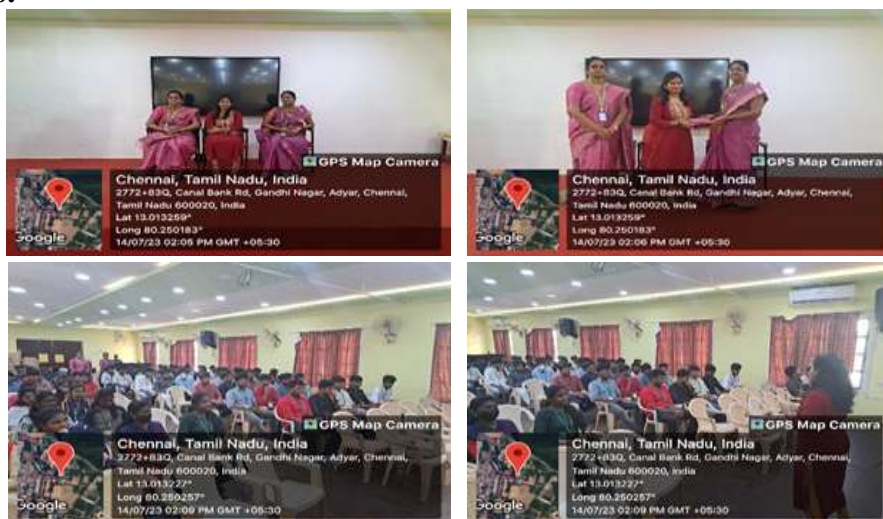 GPS Map Camera
Chennai, Tamil Nadu, India
2772+83Q, Canal Bank Rd, Gandhi Nagar, Adyar, Chennai,
Tamil Nadu 600020, India
Lat 13.013259°
Long 80.250183°
14/07/23 02:05 PM GMT +05:30
Google
GPS Map Camera
Chennai, Tamil Nadu, India
2772+83Q, Canal Bank Rd, Gandhi Nagar, Adyar, Chennai,
Tamil Nadu 600020, India
Lat 13.013259°
Long 80.250183°
14/07/23 02:06 PM GMT +05:30
Google
GPS Map Camera
Chennai, Tamil Nadu, India
2772+83Q, Canal Bank Rd, Gandhi Nagar, Adyar, Chennai,
Tamil Nadu 600020, India
Lat 13.013227°
Long 80.250257°
14/07/23 02:09 PM GMT +05:30
Google
GPS Map Camera
Chennai, Tamil Nadu, India
2772+83Q, Canal Bank Rd, Gandhi Nagar, Adyar, Chennai,
Tamil Nadu 600020, India
Lat 13.013227°
Long 80.250257°
14/07/23 02:09 PM GMT +05:30
Google